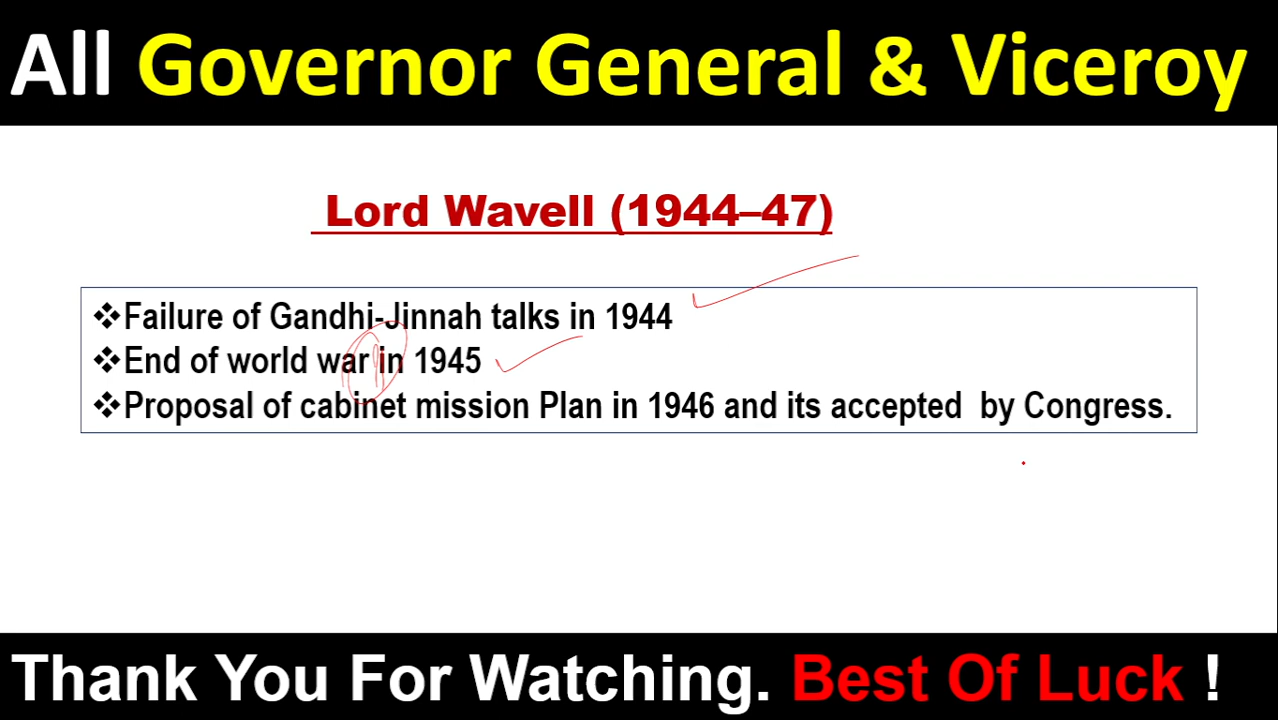 All Governor General & Viceroy
Lord Wavell (1944–47)
❖Failure of Gandhi-Jinnah talks in 1944
❖End of world war in 1945
❖Proposal of cabinet mission Plan in 1946 and its accepted by Congress.
Thank You For Watching. Best Of Luck !